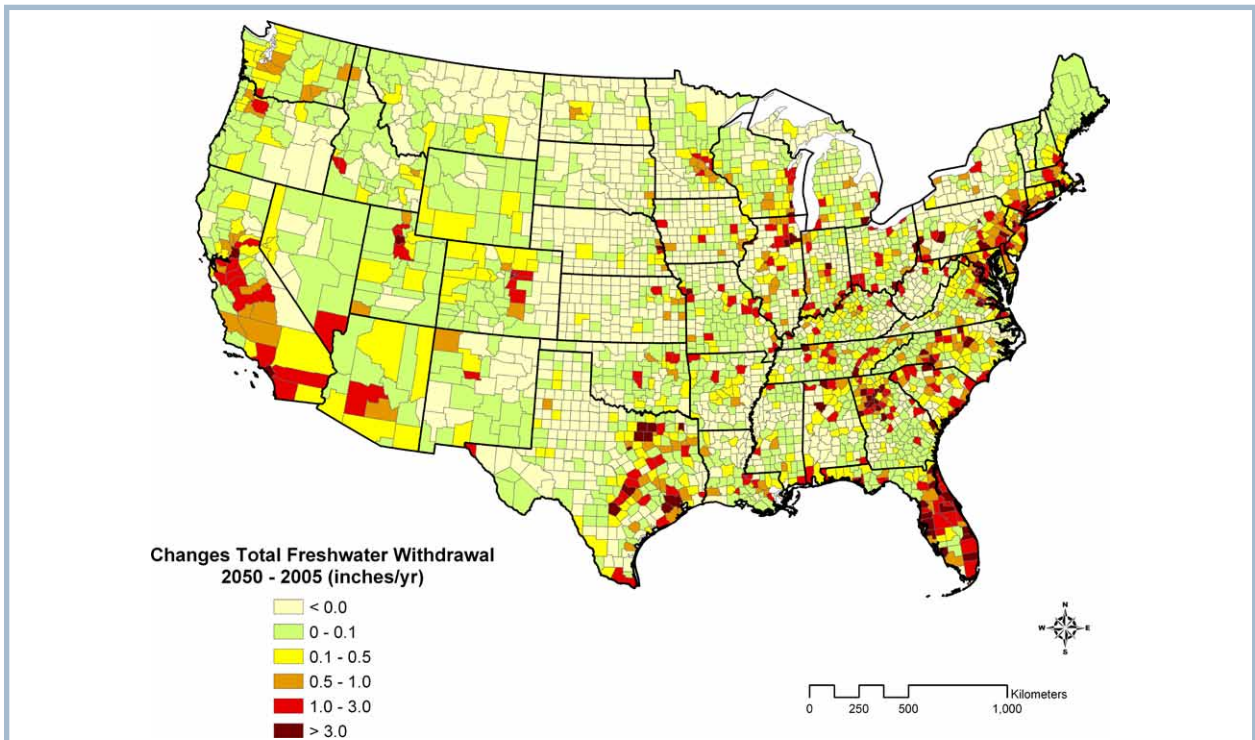 Changes Total Freshwater Withdrawal
2050 - 2005 (inches/yr)
< 0.0
0 - 0.1
0.1 - 0.5
0.5 - 1.0
1.0 - 3.0
> 3.0
N
W E
S
Kilometers
0 250 500 1,000